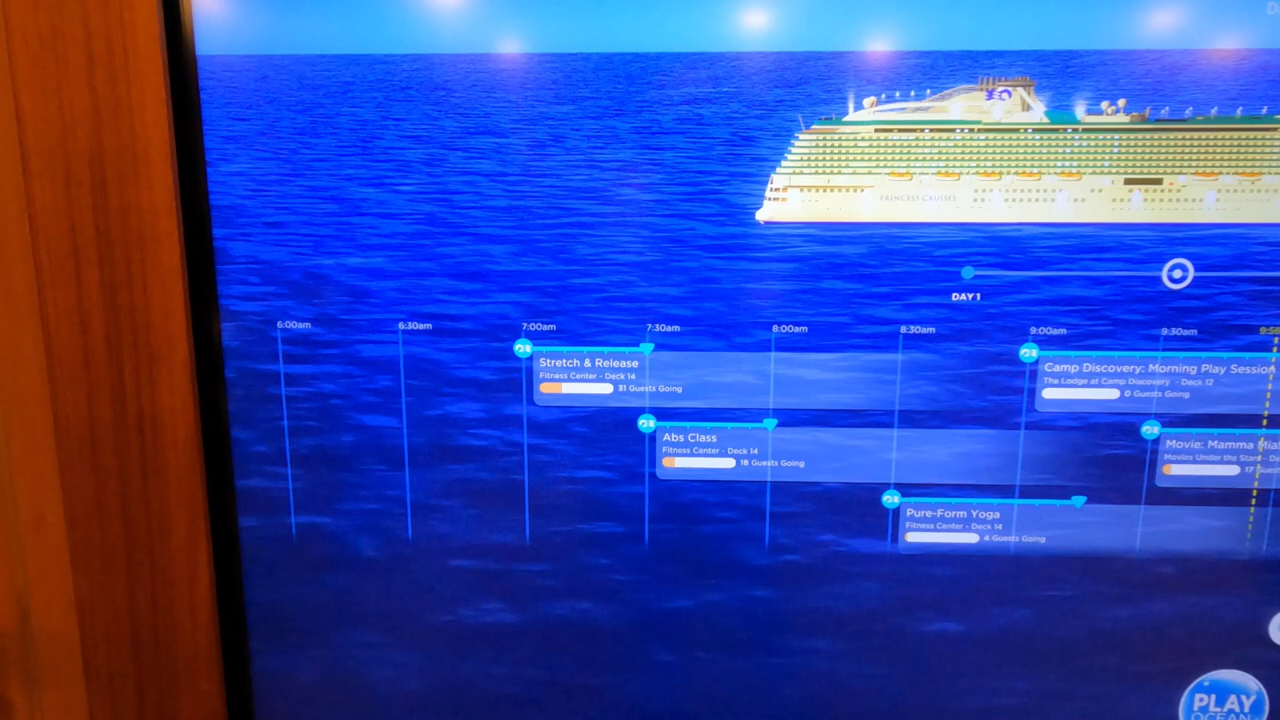 PRINCESS CRUISES
DAY 1
6:00am
6:30am
7:00am
7:30am
8:00am
8:30am
9:00am
9:30am
Stretch & Release
Fitness Center - Deck 14
31 Guests Going
Camp Discovery: Morning Play Session
The Lodge at Camp Discovery - Deck 12
0 Guests Going
Abs Class
Fitness Center - Deck 14
18 Guests Going
Movie: Mamma Mia!
Movies Under the Stars - De
17 Guests
Pure-Form Yoga
Fitness Center - Deck 14
4 Guests Going
PLAY
OCEAN